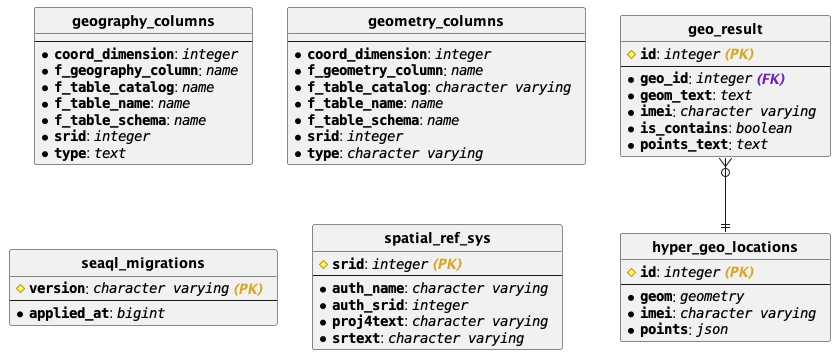 geography_columns
coord_dimension: integer
f_geography_column: name
f_table_catalog: name
f_table_name: name
f_table_schema: name
srid: integer
type: text
geometry_columns
coord_dimension: integer
f_geometry_column: name
f_table_catalog: character varying
f_table_name: name
f_table_schema: name
srid: integer
type: character varying
geo_result
id: integer (PK)
geo_id: integer (FK)
geom_text: text
imei: character varying
is_contains: boolean
points_text: text
seaql_migrations
version: character varying (PK)
applied_at: bigint
spatial_ref_sys
srid: integer (PK)
auth_name: character varying
auth_srid: integer
proj4text: character varying
srtext: character varying
hyper_geo_locations
id: integer (PK)
geom: geometry
imei: character varying
points: json